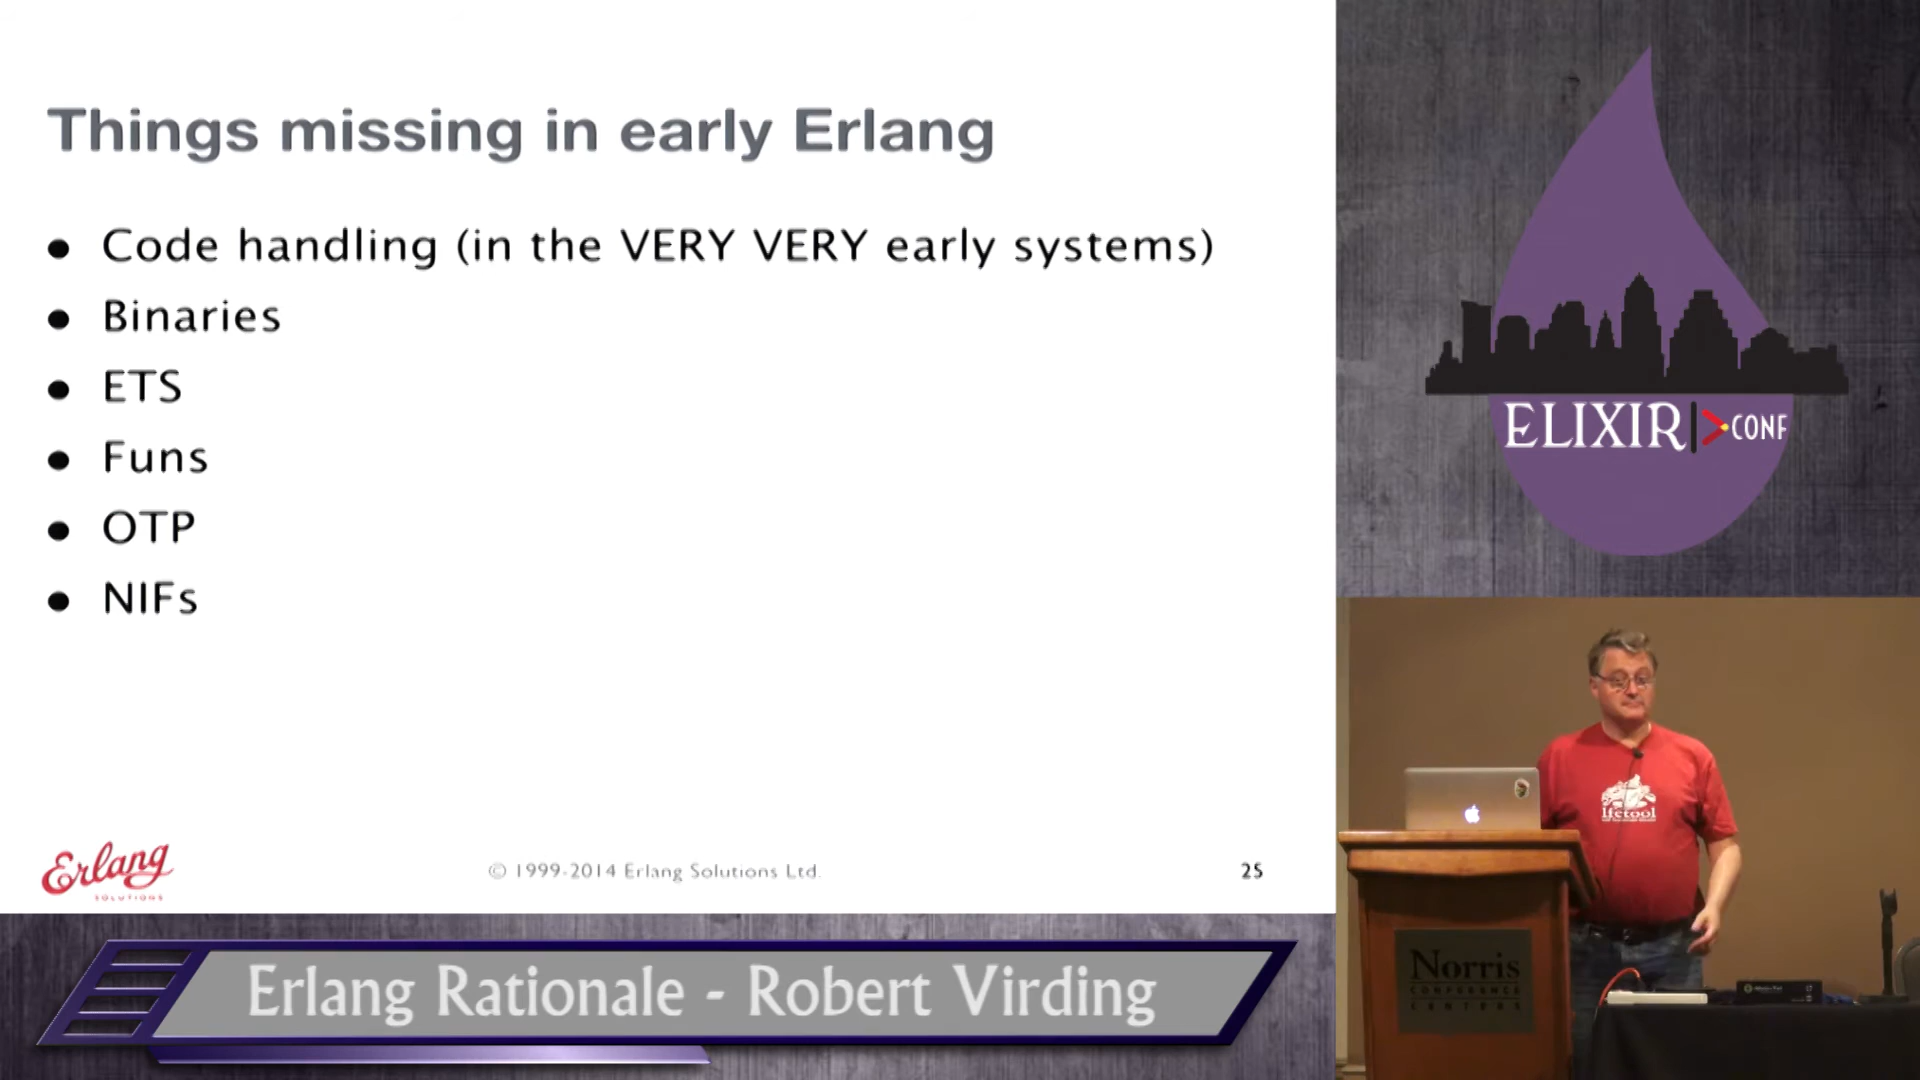 Things missing in early Erlang
● Code handling (in the VERY VERY early systems)
● Binaries
● ETS
● Funs
● OTP
● NIFs
Erlang
SOLUTIONS
© 1999-2014 Erlang Solutions Ltd.
25
ELIXIR|>CONF
lfetool
Norris
CONFERENCE
CENTERS
Erlang Rationale - Robert Virding